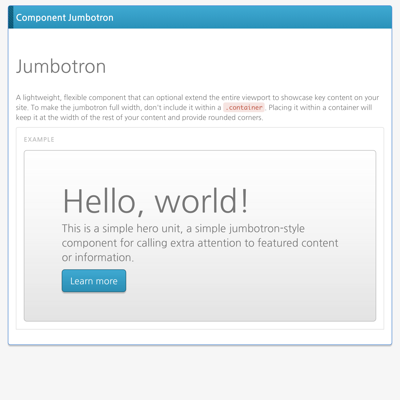 Component Jumbotron
Jumbotron
A lightweight, flexible component that can optional extend the entire viewport to showcase key content on your
site. To make the jumbotron full width, don't include it within a .container. Placing it within a container will
keep it at the width of the rest of your content and provide rounded corners.
EXAMPLE
Hello, world!
This is a simple hero unit, a simple jumbotron-style
component for calling extra attention to featured content
or information.
Learn more